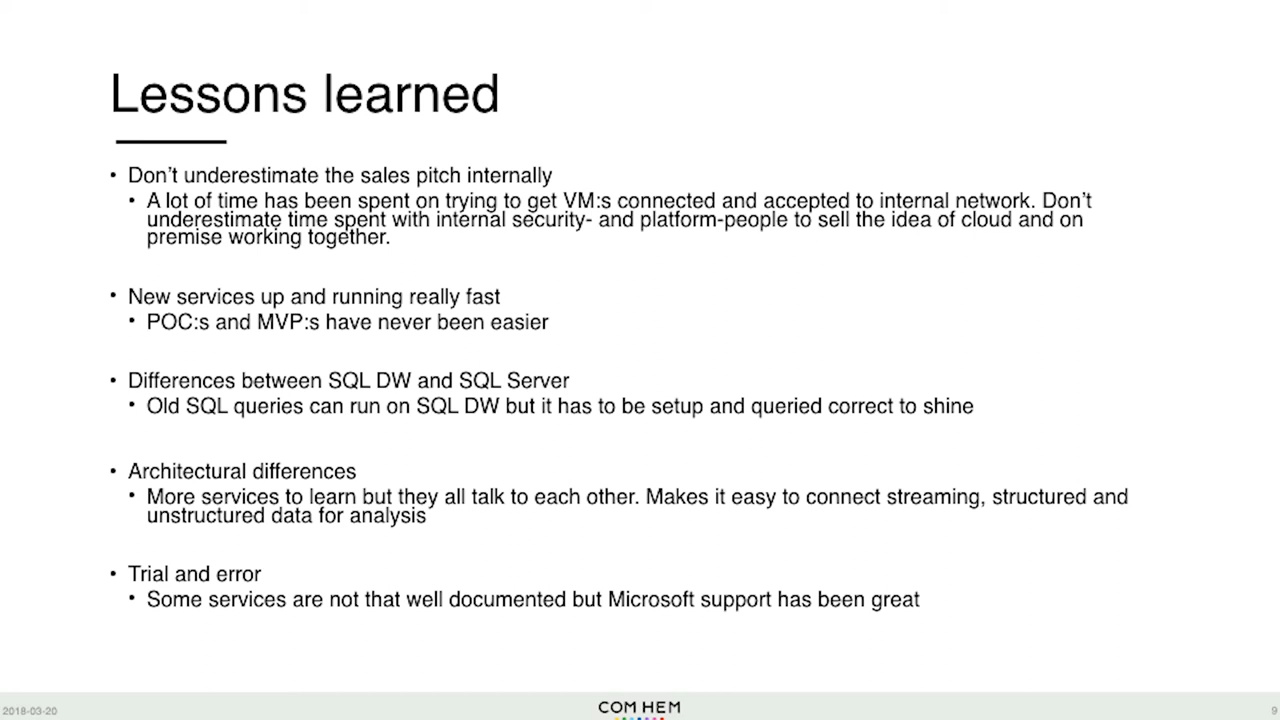 Lessons learned
• Don't underestimate the sales pitch internally
• A lot of time has been spent on trying to get VM:s connected and accepted to internal network. Don't
underestimate time spent with internal security- and platform-people to sell the idea of cloud and on
premise working together.
• New services up and running really fast
• POC:s and MVP:s have never been easier
• Differences between SQL DW and SQL Server
• Old SQL queries can run on SQL DW but it has to be setup and queried correct to shine
• Architectural differences
• More services to learn but they all talk to each other. Makes it easy to connect streaming, structured and
unstructured data for analysis
• Trial and error
• Some services are not that well documented but Microsoft support has been great
2018-03-20
COM HEM
9